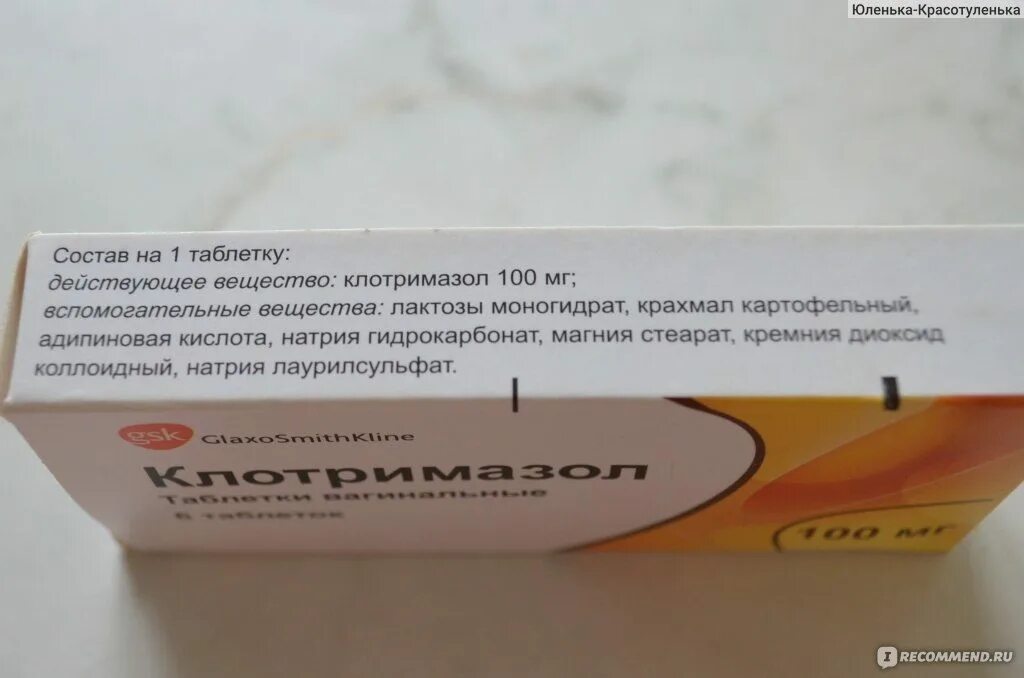 Юленька-Красотуленька
Состав на 1 таблетку:
действующее вещество: клотримазол 100 мг;
вспомогательные вещества: лактозы моногидрат, крахмал картофельный,
адипиновая кислота, натрия гидрокарбонат, магния стеарат, кремния диоксид
коллоидный, натрия лаурилсульфат.
gsk GlaxoSmithKline
Клотримазол
Таблетки вагинальные
6 таблеток
100 мг
IRECOMMEND.RU